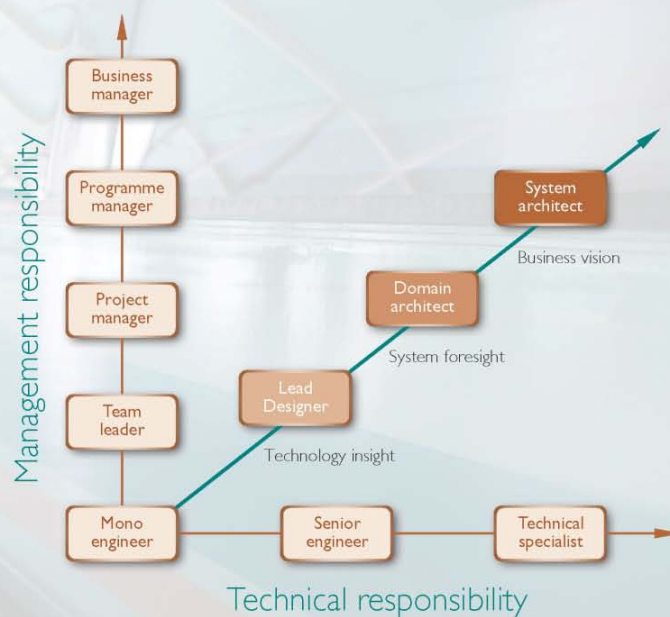 Business
manager
Programme
manager
System
architect
Business vision
Project
manager
Domain
architect
System foresight
Lead
Designer
Team
leader
Technology insight
Mono
engineer
Senior
engineer
Technical
specialist
Management responsibility
Technical responsibility